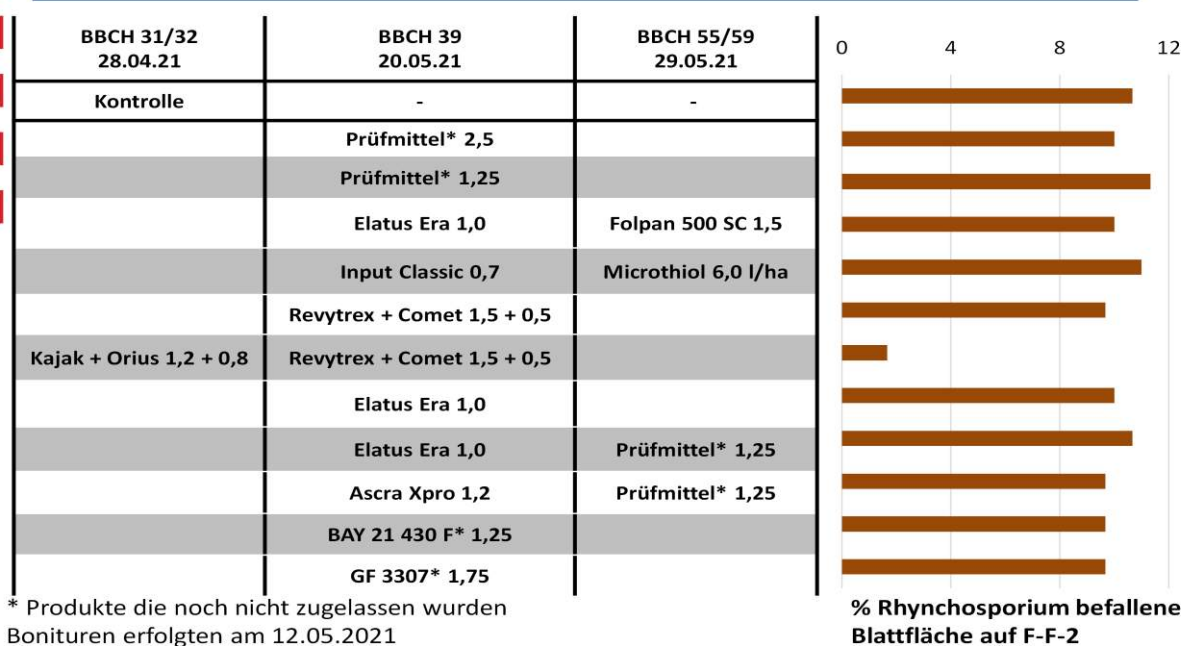 BBCH 31/32 BBCH 39 BBCH 55/59
28.04.21 20.05.21 29.05.21
0 4 8 12
Kontrolle - -
Prüfmittel* 2,5
Prüfmittel* 1,25
Elatus Era 1,0 Folpan 500 SC 1,5
Input Classic 0,7 Microthiol 6,0 l/ha
Revytrex + Comet 1,5 + 0,5
Kajak + Orius 1,2 + 0,8 Revytrex + Comet 1,5 + 0,5
Elatus Era 1,0
Elatus Era 1,0 Prüfmittel* 1,25
Ascra Xpro 1,2 Prüfmittel* 1,25
BAY 21 430 F* 1,25
GF 3307* 1,75
* Produkte die noch nicht zugelassen wurden
Bonituren erfolgten am 12.05.2021
% Rhynchosporium befallene
Blattfläche auf F-F-2